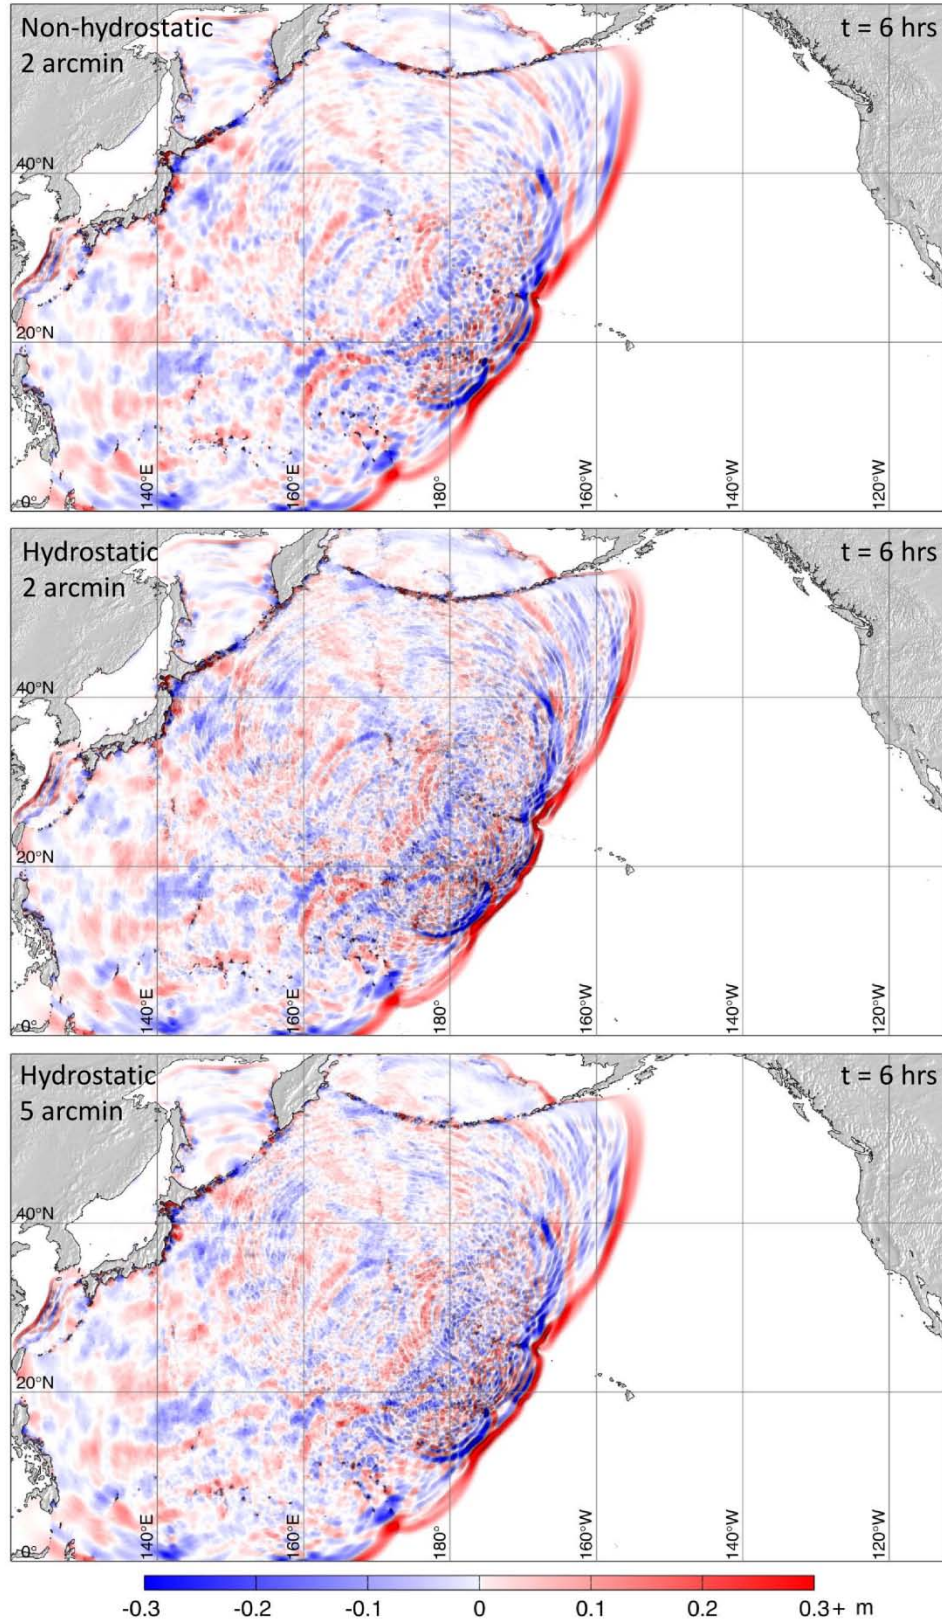 Non-hydrostatic t = 6 hrs
2 arcmin
40°N
20°N
0° 140°E 160°E 180° 160°W 140°W 120°W
Hydrostatic t = 6 hrs
2 arcmin
40°N
20°N
0° 140°E 160°E 180° 160°W 140°W 120°W
Hydrostatic t = 6 hrs
5 arcmin
40°N
20°N
0° 140°E 160°E 180° 160°W 140°W 120°W
-0.3 -0.2 -0.1 0 0.1 0.2 0.3+ m